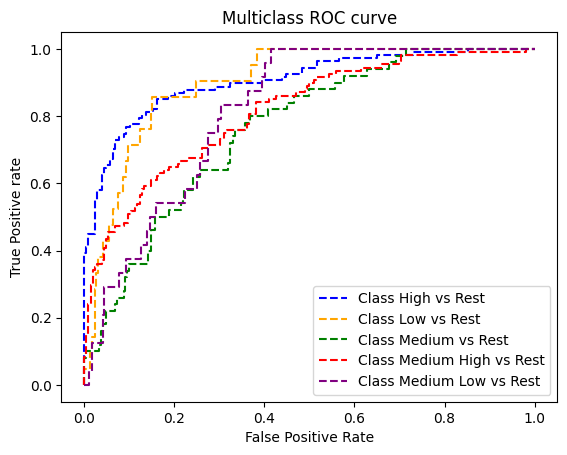 Multiclass ROC curve
True Positive rate
1.0
0.8
0.6
0.4
0.2
0.0
Class High vs Rest
Class Low vs Rest
Class Medium vs Rest
Class Medium High vs Rest
Class Medium Low vs Rest
0.0 0.2 0.4 0.6 0.8 1.0
False Positive Rate